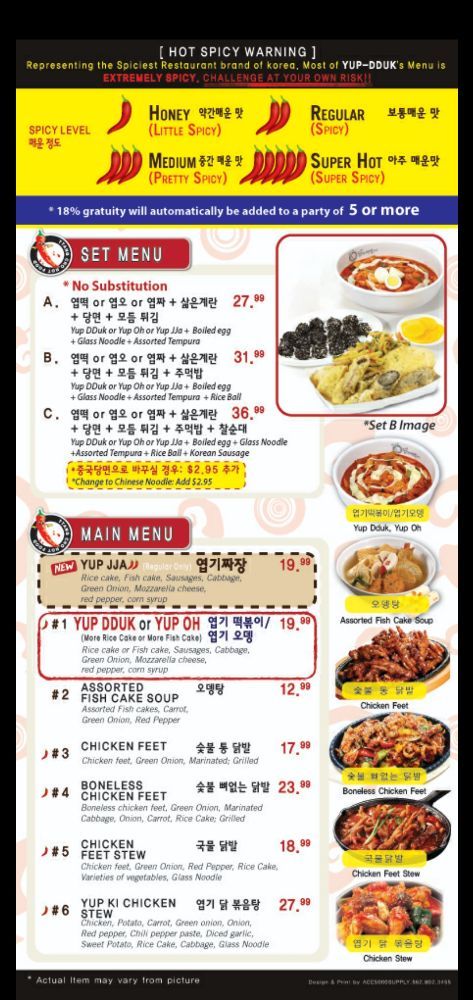 [ HOT SPICY WARNING ]
Representing the Spiciest Restaurant brand of korea, Most of YUP-DDUK's Menu is
EXTREMELY SPICY, CHALLENGE AT YOUR OWN RISK!!
SPICY LEVEL
매운 정도
HONEY 약간매운 맛
(LITTLE SPICY)
REGULAR 보통매운 맛
(SPICY)
MEDIUM 중간 매운 맛
(PRETTY SPICY)
SUPER HOT 아주 매운맛
(SUPER SPICY)
* 18% gratuity will automatically be added to a party of 5 or more
SET MENU
* No Substitution
A. 엽떡 or 엽오 or 엽짜 + 삶은계란 27.99
+ 당면 + 모듬 튀김
Yup DDuk or Yup Oh or Yup JJa + Boiled egg
+ Glass Noodle + Assorted Tempura
B. 엽떡 or 엽오 or 엽짜 + 삶은계란 31.99
+ 당면 + 모듬 튀김 + 주먹밥
Yup DDuk or Yup Oh or Yup JJa + Boiled egg
+ Glass Noodle + Assorted Tempura + Rice Ball
C. 엽떡 or 엽오 or 엽짜 + 삶은계란 36.99
+ 당면 + 모듬 튀김 + 주먹밥 + 찰순대
Yup DDuk or Yup Oh or Yup JJa + Boiled egg + Glass Noodle
+Assorted Tempura + Rice Ball + Korean Sausage
*중국당면으로 바꾸실 경우: $2.95 추가
*Change to Chinese Noodle: Add $2.95
*Set B Image
엽기떡볶이/엽기오뎅
Yup Dduk, Yup Oh
MAIN MENU
NEW YUP JJA (Regular Only) 엽기짜장 19.99
Rice cake, Fish cake, Sausages, Cabbage,
Green Onion, Mozzarella cheese,
red pepper, corn syrup
#1 YUP DDUK or YUP OH 엽기 떡볶이/ 19.99
(More Rice Cake or More Fish Cake) 엽기 오뎅
Rice cake or Fish cake, Sausages, Cabbage,
Green Onion, Mozzarella cheese,
red pepper, corn syrup
#2 ASSORTED 오뎅탕 12.99
FISH CAKE SOUP
Assorted Fish cakes, Carrot,
Green Onion, Red Pepper
#3 CHICKEN FEET 숯불 통 닭발 17.99
Chicken feet, Green Onion, Marinated; Grilled
#4 BONELESS 숯불 뼈없는 닭발 23.99
CHICKEN FEET
Boneless chicken feet, Green Onion, Marinated
Cabbage, Onion, Carrot, Rice Cake; Grilled
#5 CHICKEN 국물 닭발 18.99
FEET STEW
Chicken feet, Green Onion, Red Pepper, Rice Cake,
Varieties of vegetables, Glass Noodle
#6 YUP KI CHICKEN 엽기 닭 볶음탕 27.99
STEW
Chicken, Potato, Carrot, Green onion, Onion,
Red pepper, Chili pepper paste, Diced garlic,
Sweet Potato, Rice Cake, Cabbage, Glass Noodle
오뎅탕
Assorted Fish Cake Soup
숯불 통 닭발
Chicken Feet
숯불 뼈없는 닭발
Boneless Chicken Feet
국물닭발
Chicken Feet Stew
엽기 닭 볶음탕
Chicken Stew
* Actual Item may vary from picture